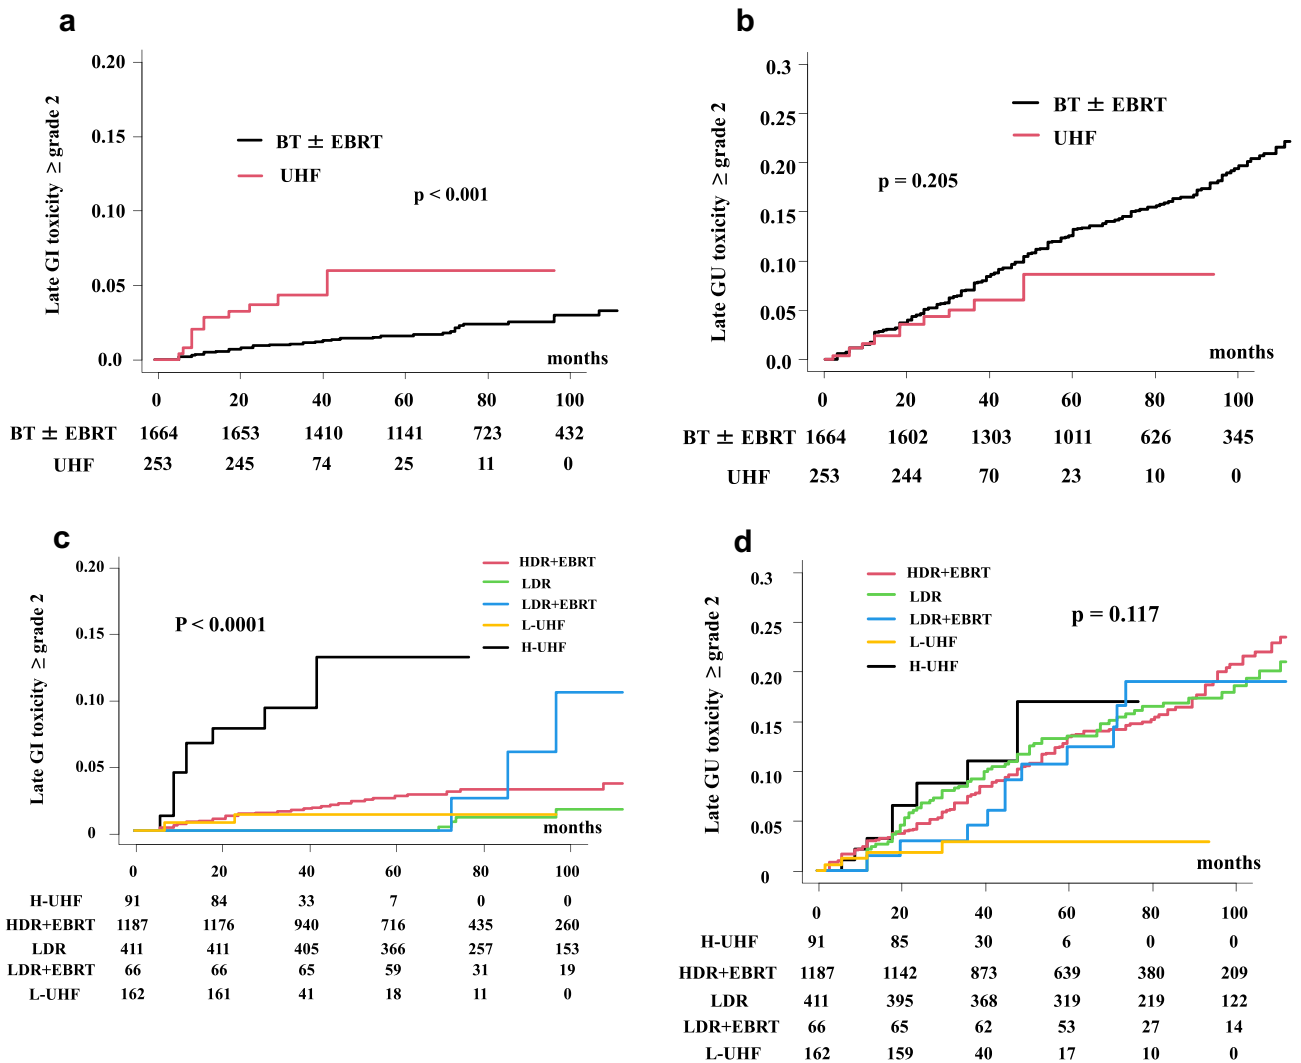 a
0.20
0.15
0.10
0.05
0.0
Late GI toxicity ≥ grade 2
BT ± EBRT
UHF
p < 0.001
months
0 20 40 60 80 100
BT ± EBRT 1664 1653 1410 1141 723 432
UHF 253 245 74 25 11 0
b
0.3
0.20
0.15
0.10
0.05
0.0
Late GU toxicity ≥ grade 2
BT ± EBRT
UHF
p = 0.205
months
0 20 40 60 80 100
BT ± EBRT 1664 1602 1303 1011 626 345
UHF 253 244 70 23 10 0
c
0.20
0.15
0.10
0.05
0
Late GI toxicity ≥ grade 2
P < 0.0001
HDR+EBRT
LDR
LDR+EBRT
L-UHF
H-UHF
months
0 20 40 60 80 100
H-UHF 91 84 33 7 0 0
HDR+EBRT 1187 1176 940 716 435 260
LDR 411 411 405 366 257 153
LDR+EBRT 66 66 65 59 31 19
L-UHF 162 161 41 18 11 0
d
0.3
0.25
0.20
0.15
0.10
0.05
0
Late GU toxicity ≥ grade 2
HDR+EBRT
LDR
LDR+EBRT
L-UHF
H-UHF
p = 0.117
months
0 20 40 60 80 100
H-UHF 91 85 30 6 0 0
HDR+EBRT 1187 1142 873 639 380 209
LDR 411 395 368 319 219 122
LDR+EBRT 66 65 62 53 27 14
L-UHF 162 159 40 17 10 0